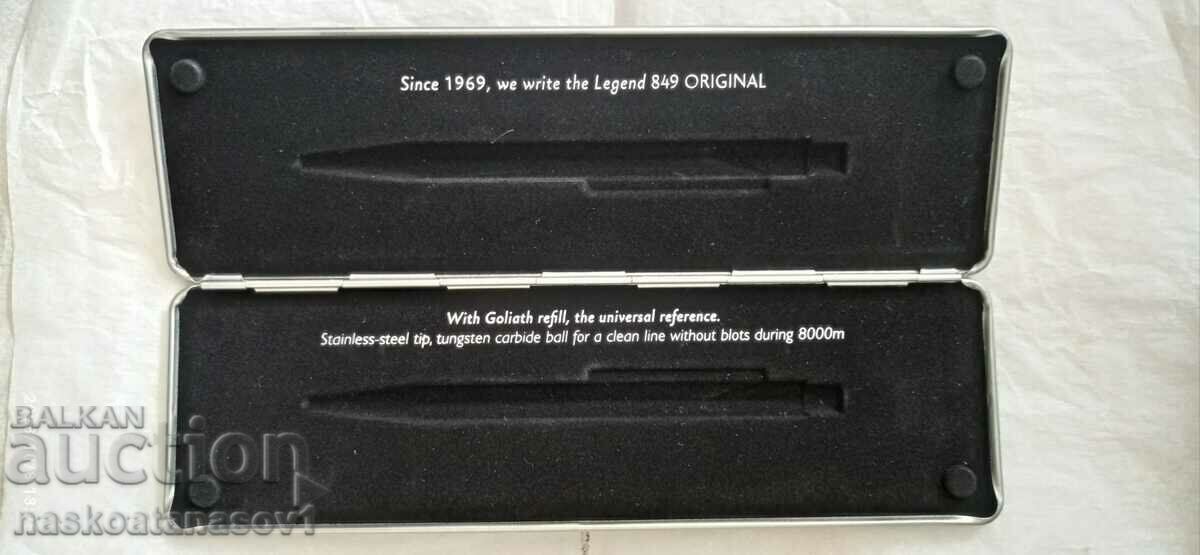 Since 1969, we write the Legend 849 ORIGINAL
With Goliath refill, the universal reference.
Stainless-steel tip, tungsten carbide ball for a clean line without blots during 8000m
BALKAN
auction
naskoatanasov1